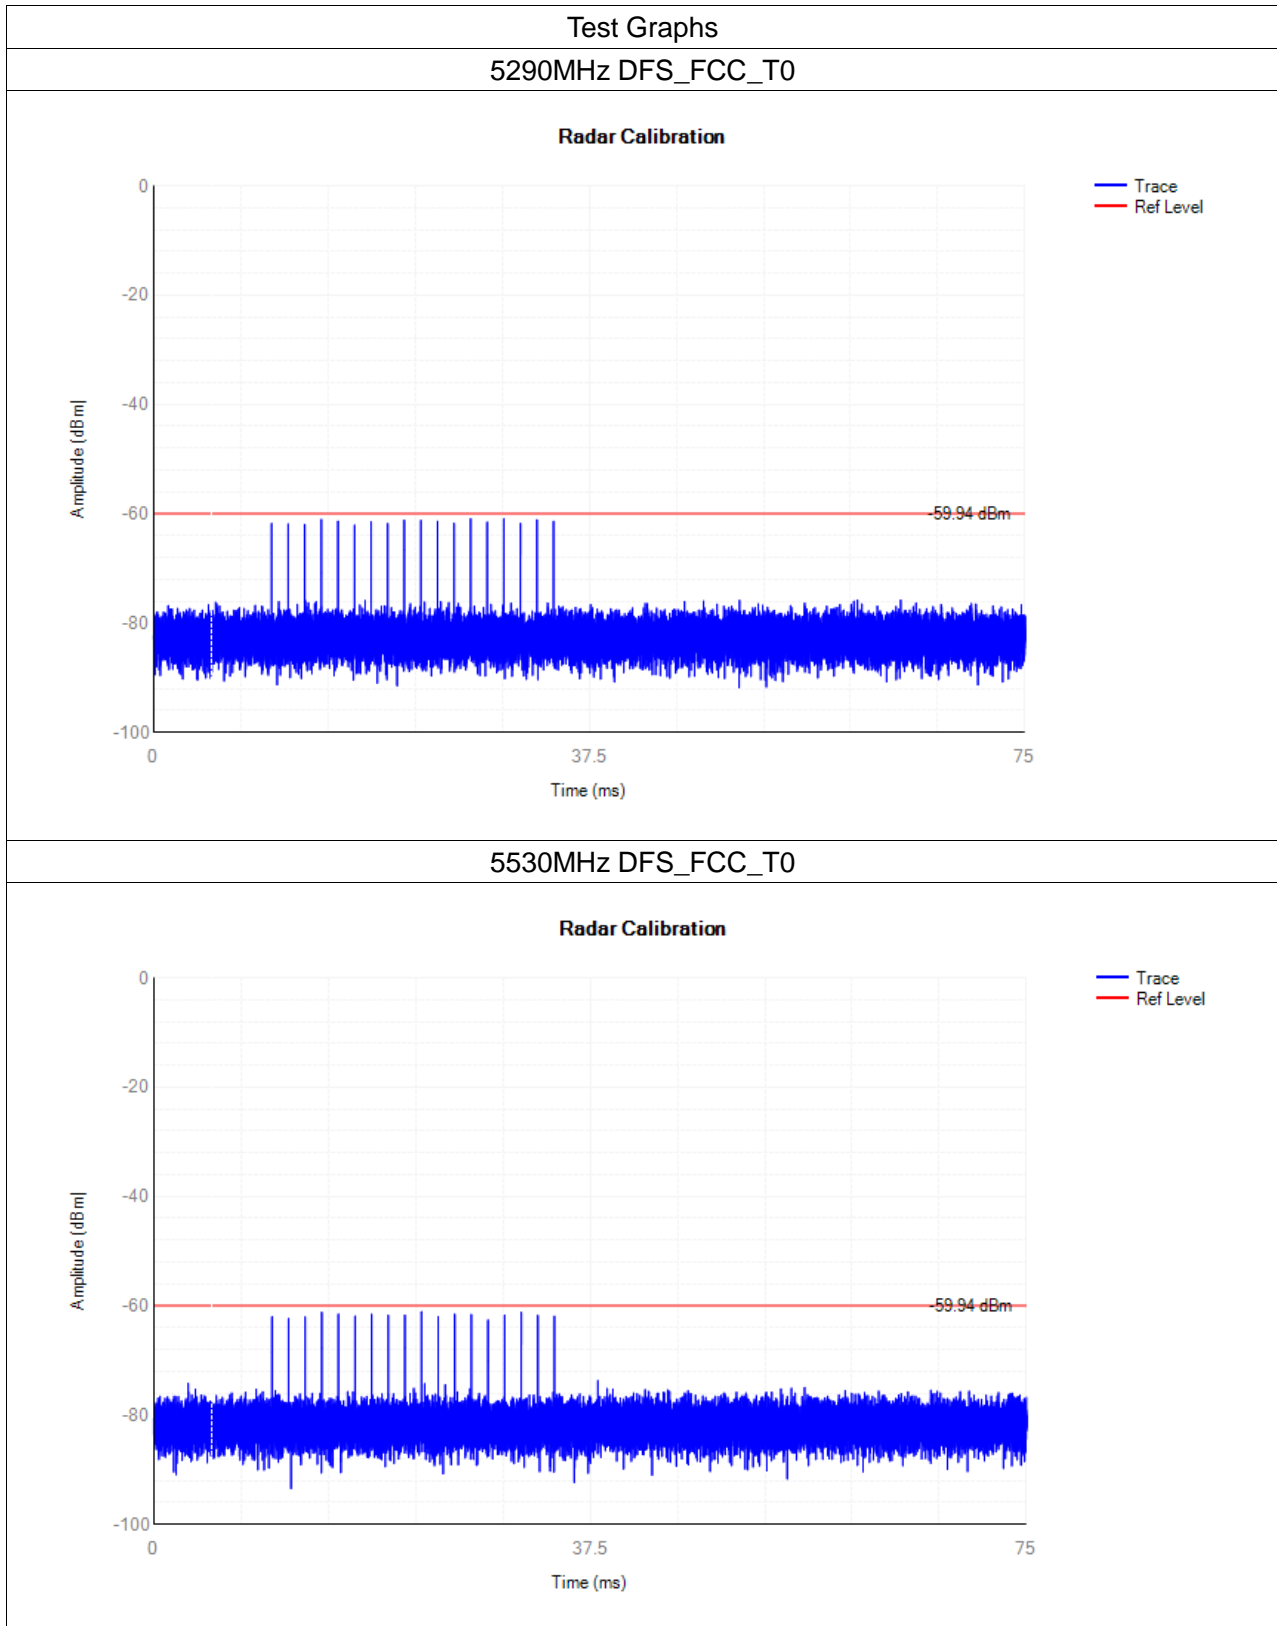 Test Graphs
5290MHz DFS_FCC_T0
Radar Calibration
Trace
Ref Level
0
-20
-40
-60
-80
-100
Amplitude (dBm)
-59.94 dBm
0
37.5
75
Time (ms)
5530MHz DFS_FCC_T0
Radar Calibration
Trace
Ref Level
0
-20
-40
-60
-80
-100
Amplitude (dBm)
-59.94 dBm
0
37.5
75
Time (ms)